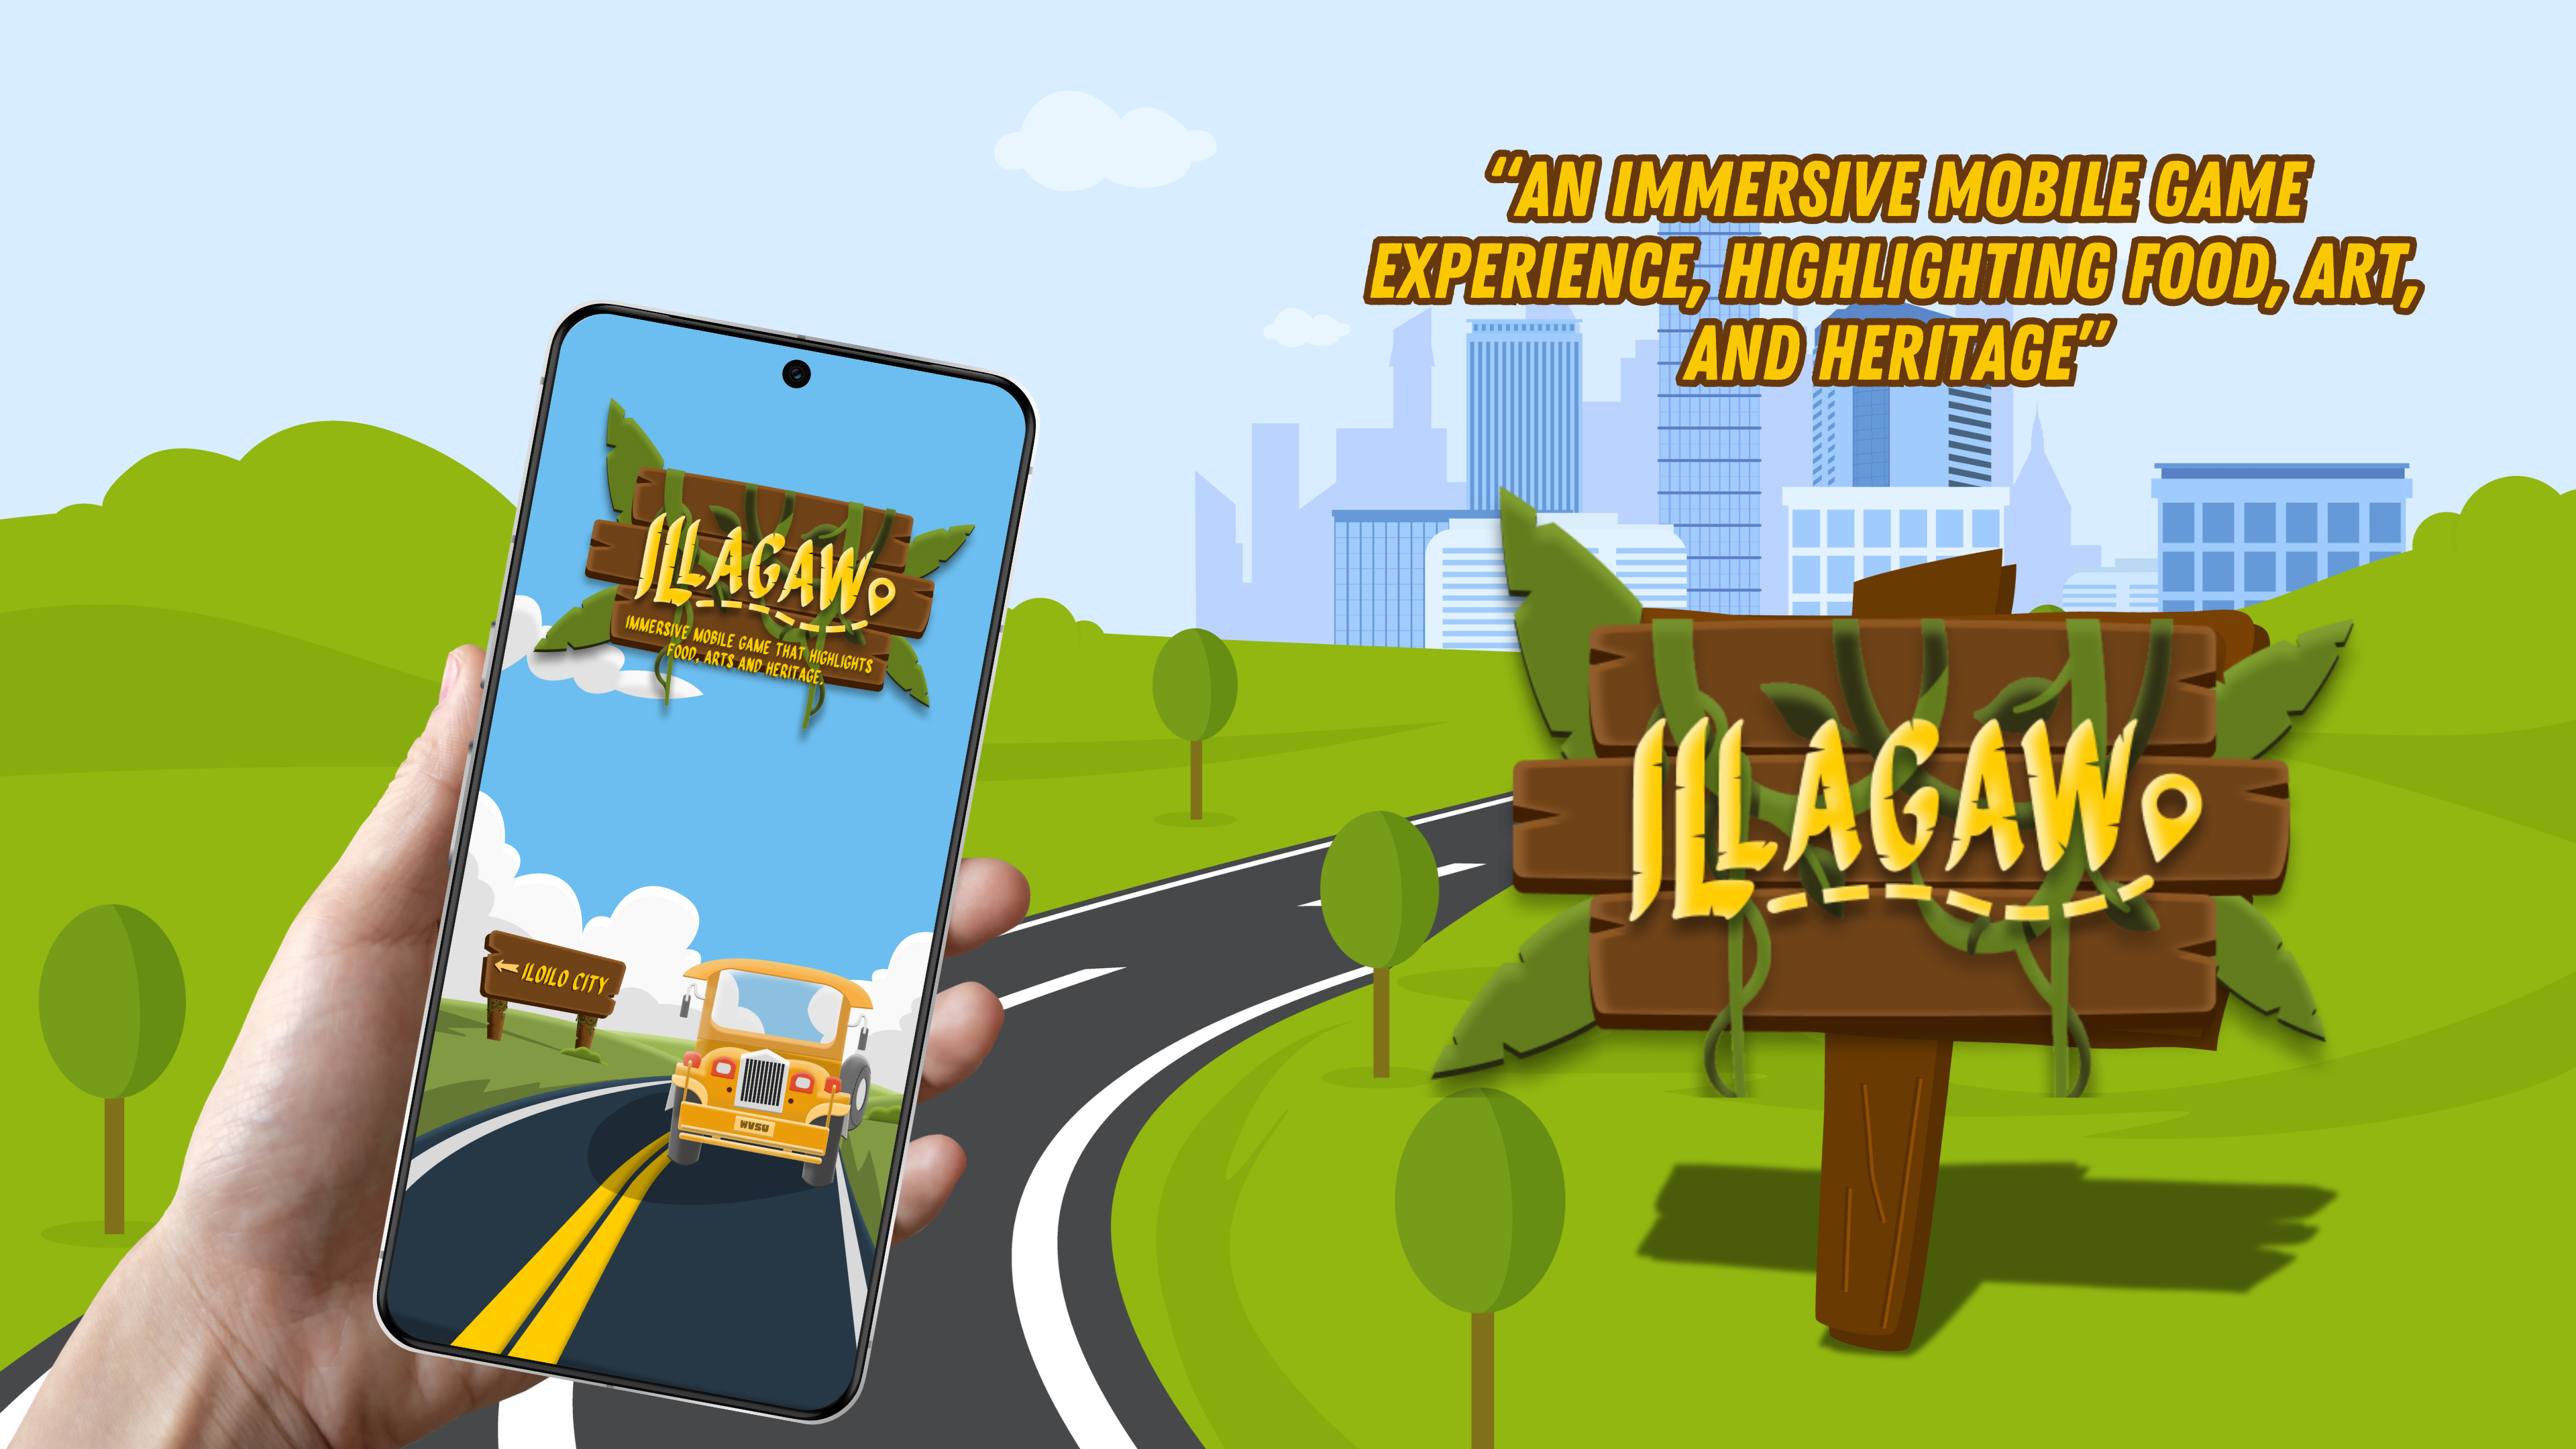 “AN IMMERSIVE MOBILE GAME
EXPERIENCE, HIGHLIGHTING FOOD, ART,
AND HERITAGE”
ILLAGAW
IMMERSIVE MOBILE GAME THAT HIGHLIGHTS
FOOD, ARTS AND HERITAGE.
ILOILO CITY
WVSU
ILLAGAW